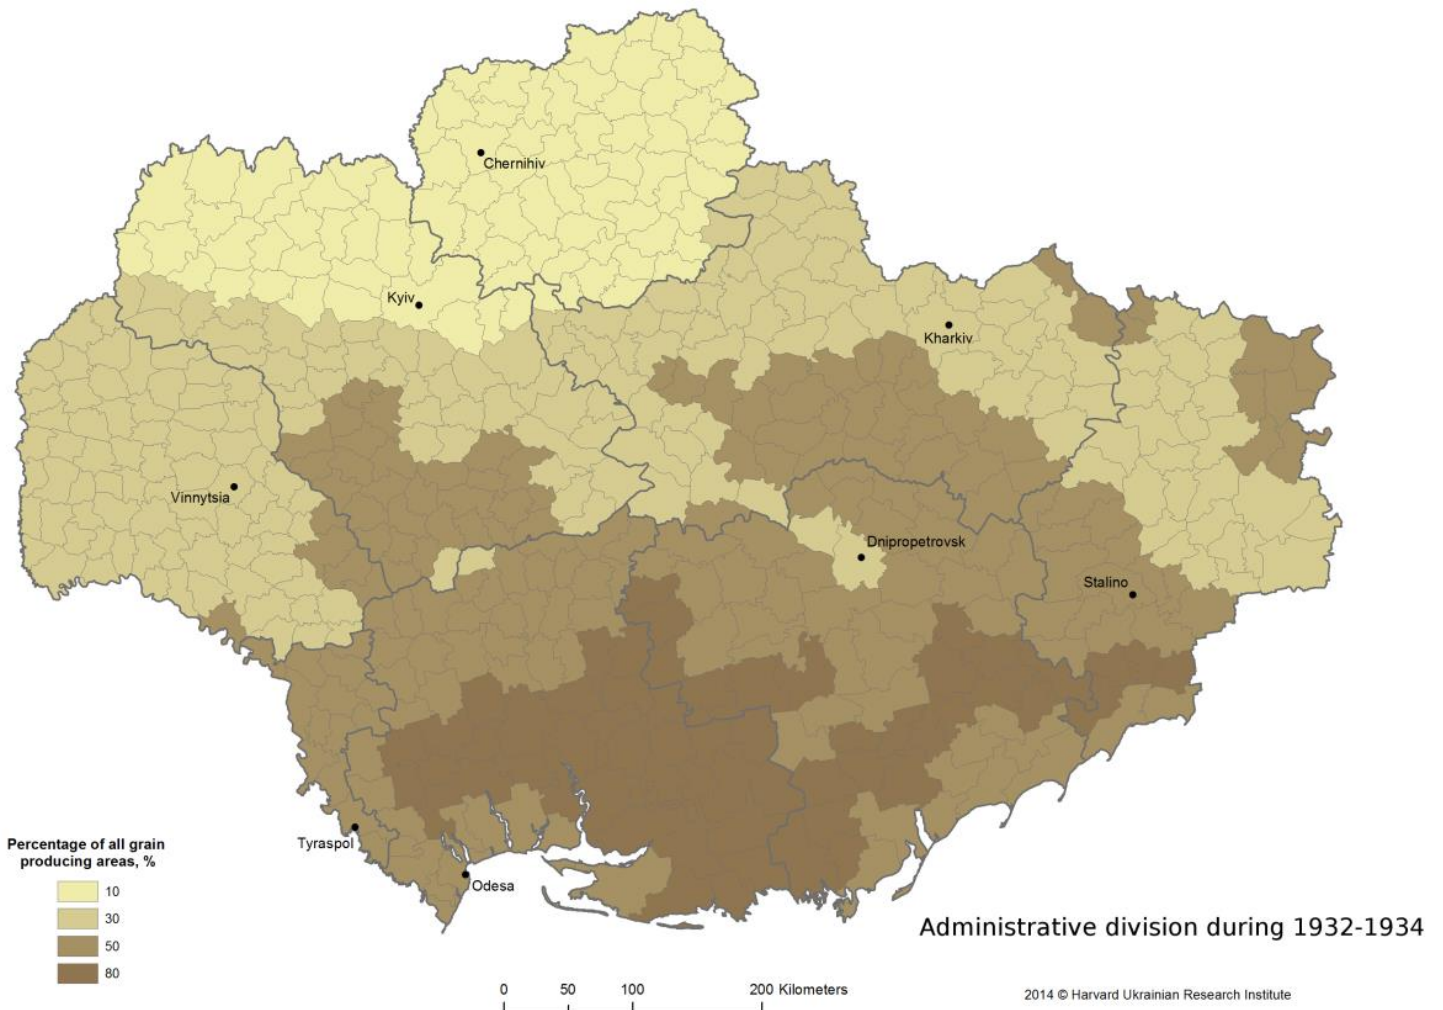 Chernihiv
Kyiv
Kharkiv
Vinnytsia
Dnipropetrovsk
Stalino
Tyraspol
Odesa
Percentage of all grain
producing areas, %
10
30
50
80
Administrative division during 1932-1934
0 50 100 200 Kilometers
2014 © Harvard Ukrainian Research Institute